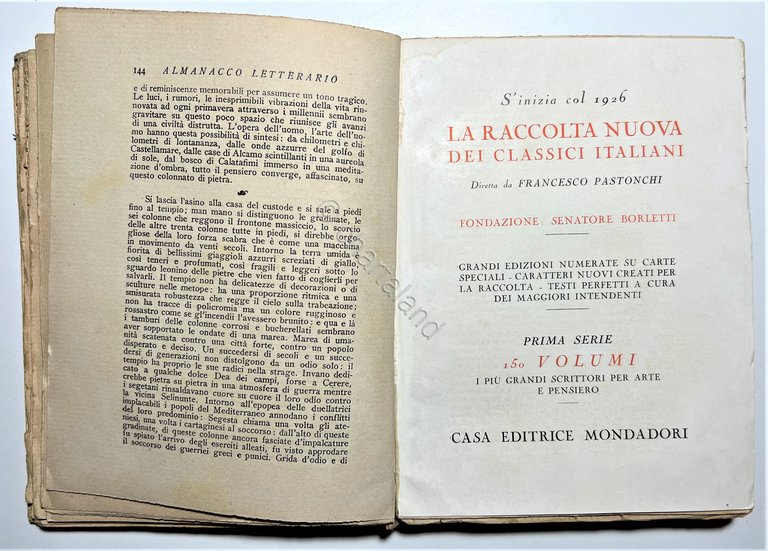 144 ALMANACCO LETTERARIO
e di reminiscenze memorabili per assumere un tono tragico.
Le luci, i rumori, le inesprimibili vibrazioni della vita rin-
novata ad ogni primavera attraverso i millenni sembrano
gravitare su questo poco spazio che riunisce gli avanzi
di una civiltà distrutta. L'opera dell'uomo, l'arte dell'uo-
mo hanno questa possibilità di sintesi: da chilometri e chi-
lometri di lontananza, dalle onde azzurre del golfo di
Castellamare, dalle case di Alcamo scintillanti in una aureola
di sole, dal bosco di Calatafimi immerso in una medita-
zione d'ombra, tutto il pensiero converge, affascinato, su
questo colonnato di pietra.
Si lascia l'asino alla casa del custode e si sale a piedi
fino al tempio; man mano si distinguono le gradinate, le
sei colonne che reggono il frontone massiccio, lo scorcio
delle altre trenta colonne tutte in piedi, si direbbe orgo-
gliose della loro forza scabra che è come una macchina
in movimento da venti secoli. Intorno la terra umida è
fiorita di bellissimi giaggioli azzurri screziati di giallo,
così teneri e profumati, così fragili e leggeri sotto lo
sguardo leonino delle pietre che vien fatto di coglierli per
salvarli. Il tempio non ha delicatezze di decorazioni o di
sculture nelle metope: ha una proporzione ritmica e una
smisurata robustezza che regge il cielo sulla trabeazione;
non ha tracce di policromia ma un colore rugginoso e
rossastro come se gl'incendii l'avessero brunito; e qua e là
i tamburi delle colonne corrosi e bucherellati sembrano
aver sopportato le ondate di una marea. Marea di uma-
nità scatenata contro una città forte, contro un popolo
disperato e deciso. Un succedersi di secoli e un succe-
dersi di generazioni non distolgono da un odio solo: il
tempio ha proprio le sue radici nella strage. Invano dedi-
cato a qualche dolce Dea dei campi, forse a Cerere,
crebbe pietra su pietra in una atmosfera di guerra mentre
i segetani rinsaldavano cuore su cuore il loro odio contro
la vicina Selinunte. Intorno all'epopea delle duellatrici
implacabili i popoli del Mediterraneo annodano i conflitti
del loro predominio: Segesta chiama una volta gli ate-
niesi, una volta i cartaginesi al soccorso: dall'alto di queste
gradinate, di queste colonne ancora fasciate d'impalcature
fu spiato l'arrivo degli eserciti alleati, fu visto approdare
il soccorso dei guerrici greci e punici. Grida d'odio e di
S'inizia col 1926
LA RACCOLTA NUOVA
DEI CLASSICI ITALIANI
Diretta da FRANCESCO PASTONCHI
FONDAZIONE: SENATORE BORLETTI
GRANDI EDIZIONI NUMERATE SU CARTE
SPECIALI - CARATTERI NUOVI CREATI PER
LA RACCOLTA - TESTI PERFETTI A CURA
DEI MAGGIORI INTENDENTI
PRIMA SERIE
150 VOLUMI
I PIÙ GRANDI SCRITTORI PER ARTE
E PENSIERO
CASA EDITRICE MONDADORI